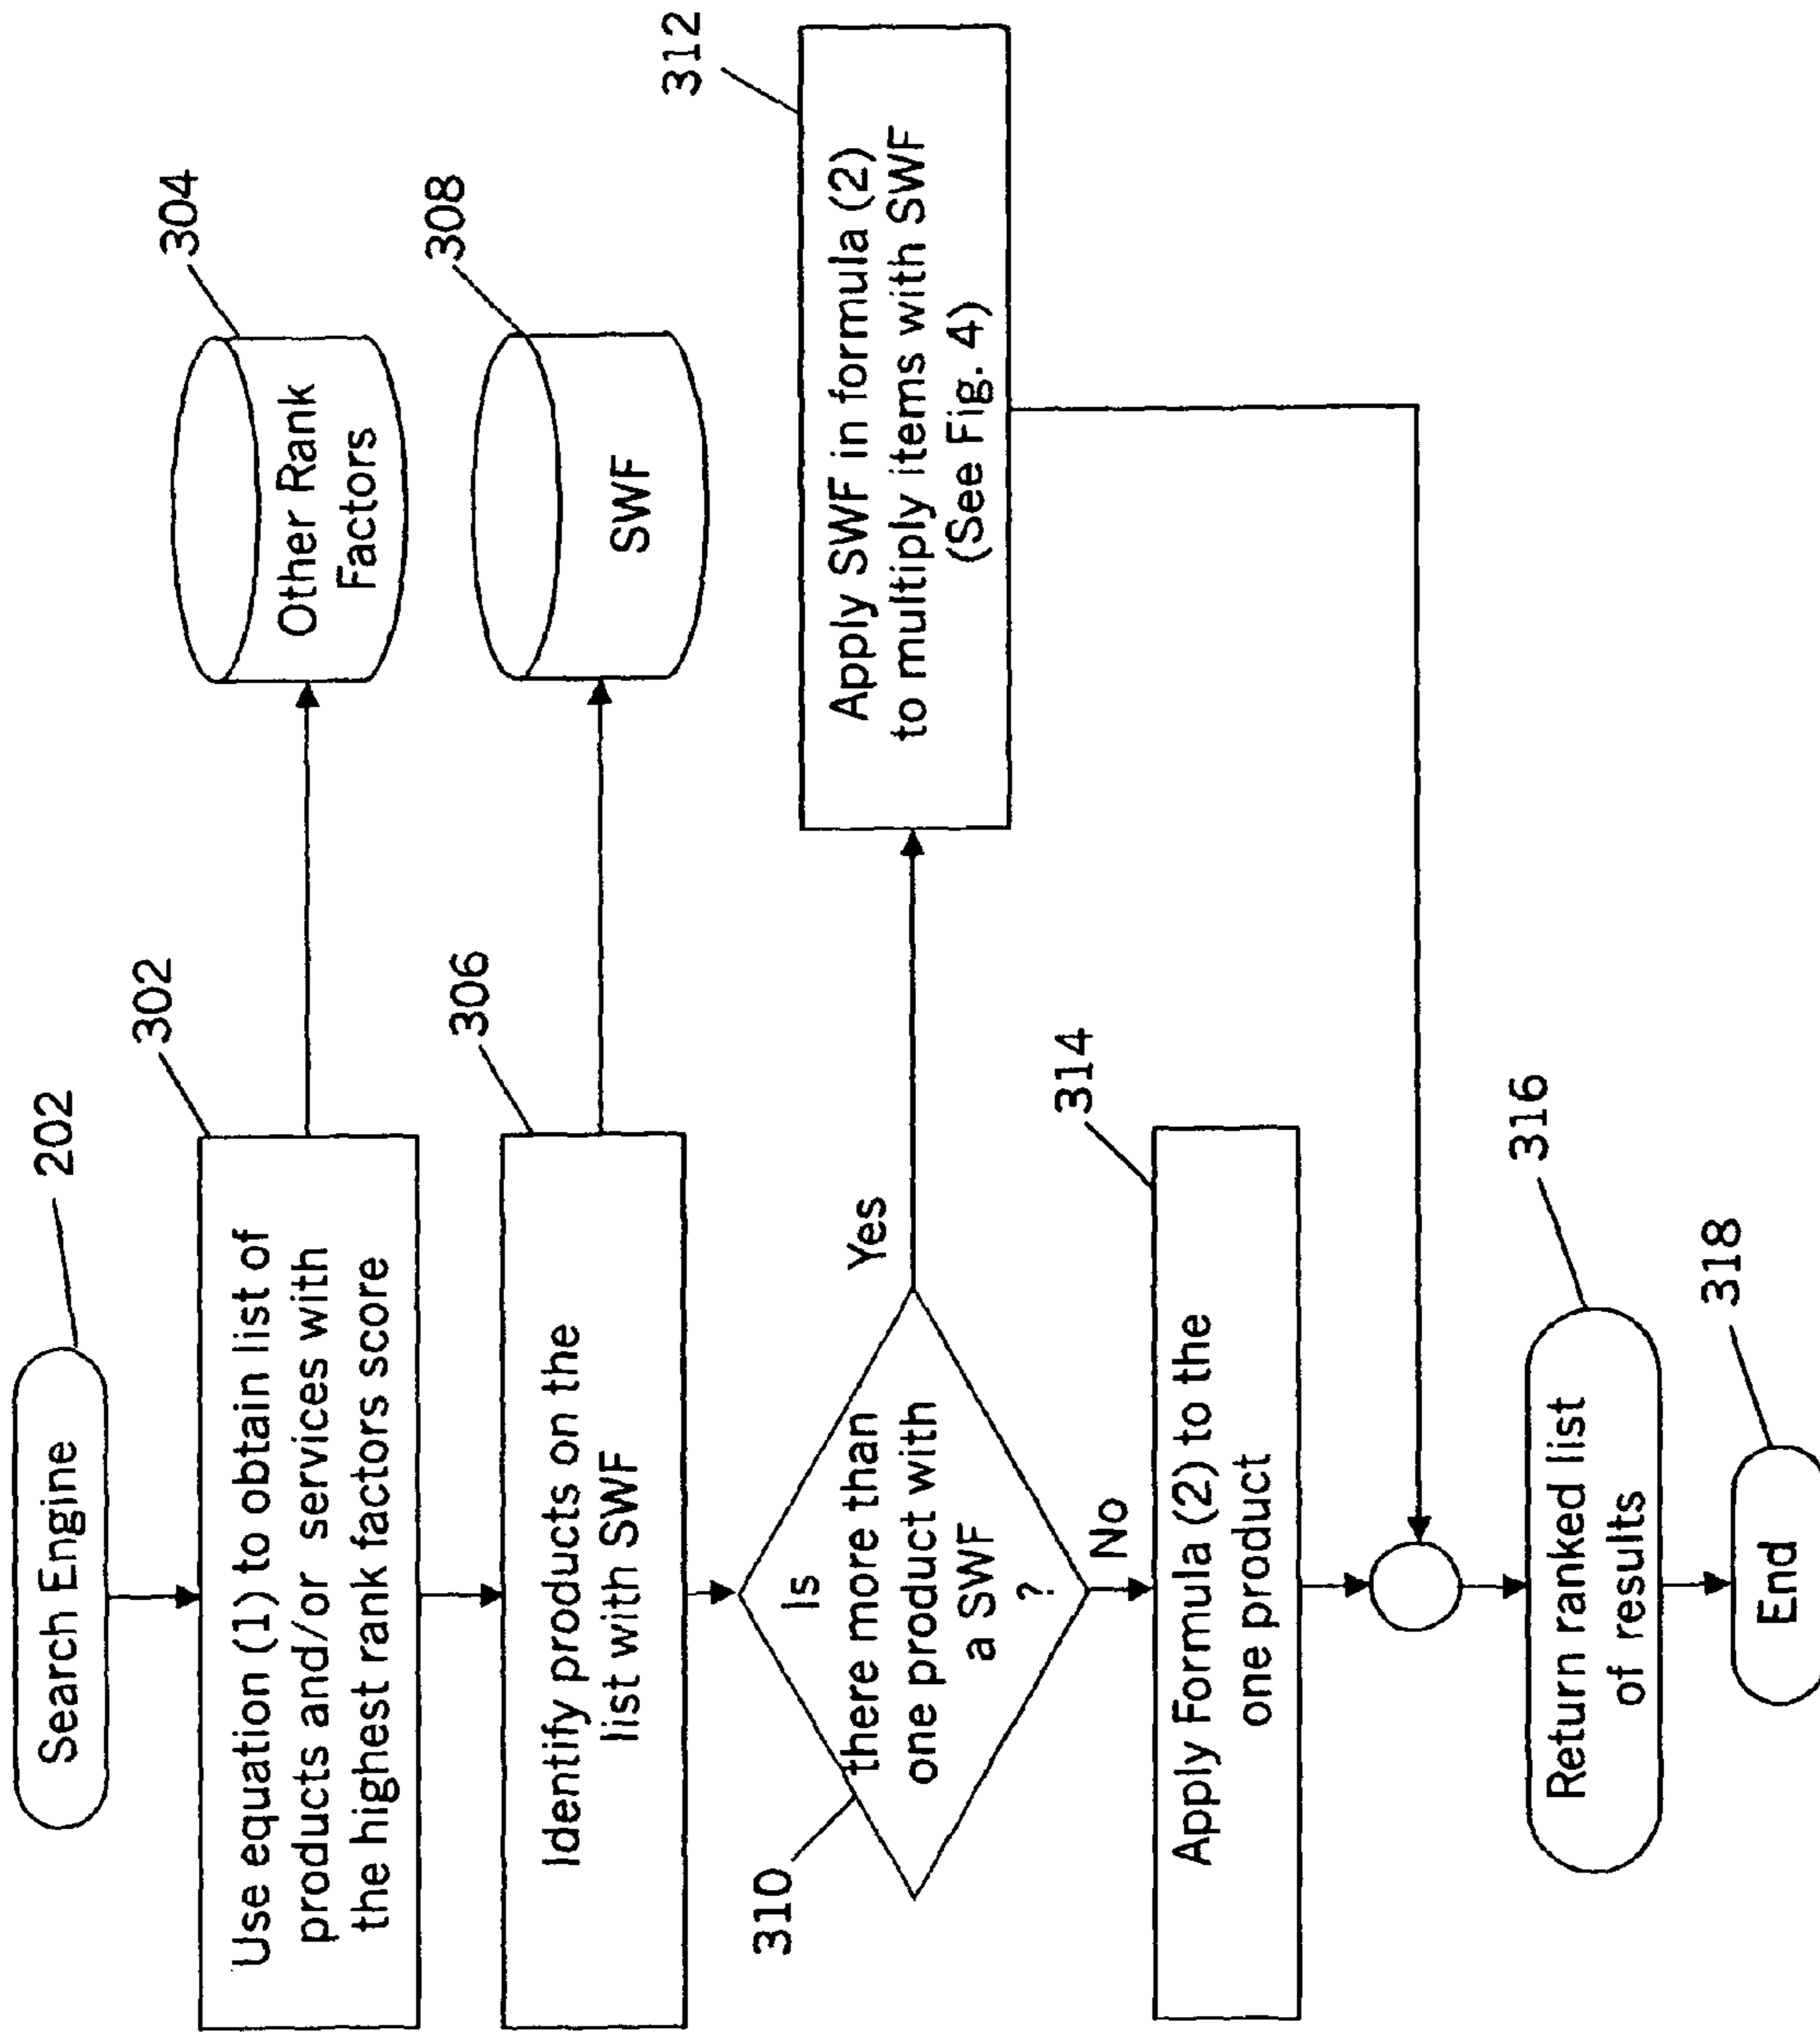 Search Engine
202
302
Use equation (1) to obtain list of
products and/or services with
the highest rank factors score
304
Other Rank
Factors
306
Identify products on the
list with SWF
308
SWF
310
Is
there more than
one product with
a SWF
?
Yes
No
312
Apply SWF in formula (2)
to multiply items with SWF
(See Fig. 4)
314
Apply Formula (2) to the
one product
316
Return ranked list
of results
318
End